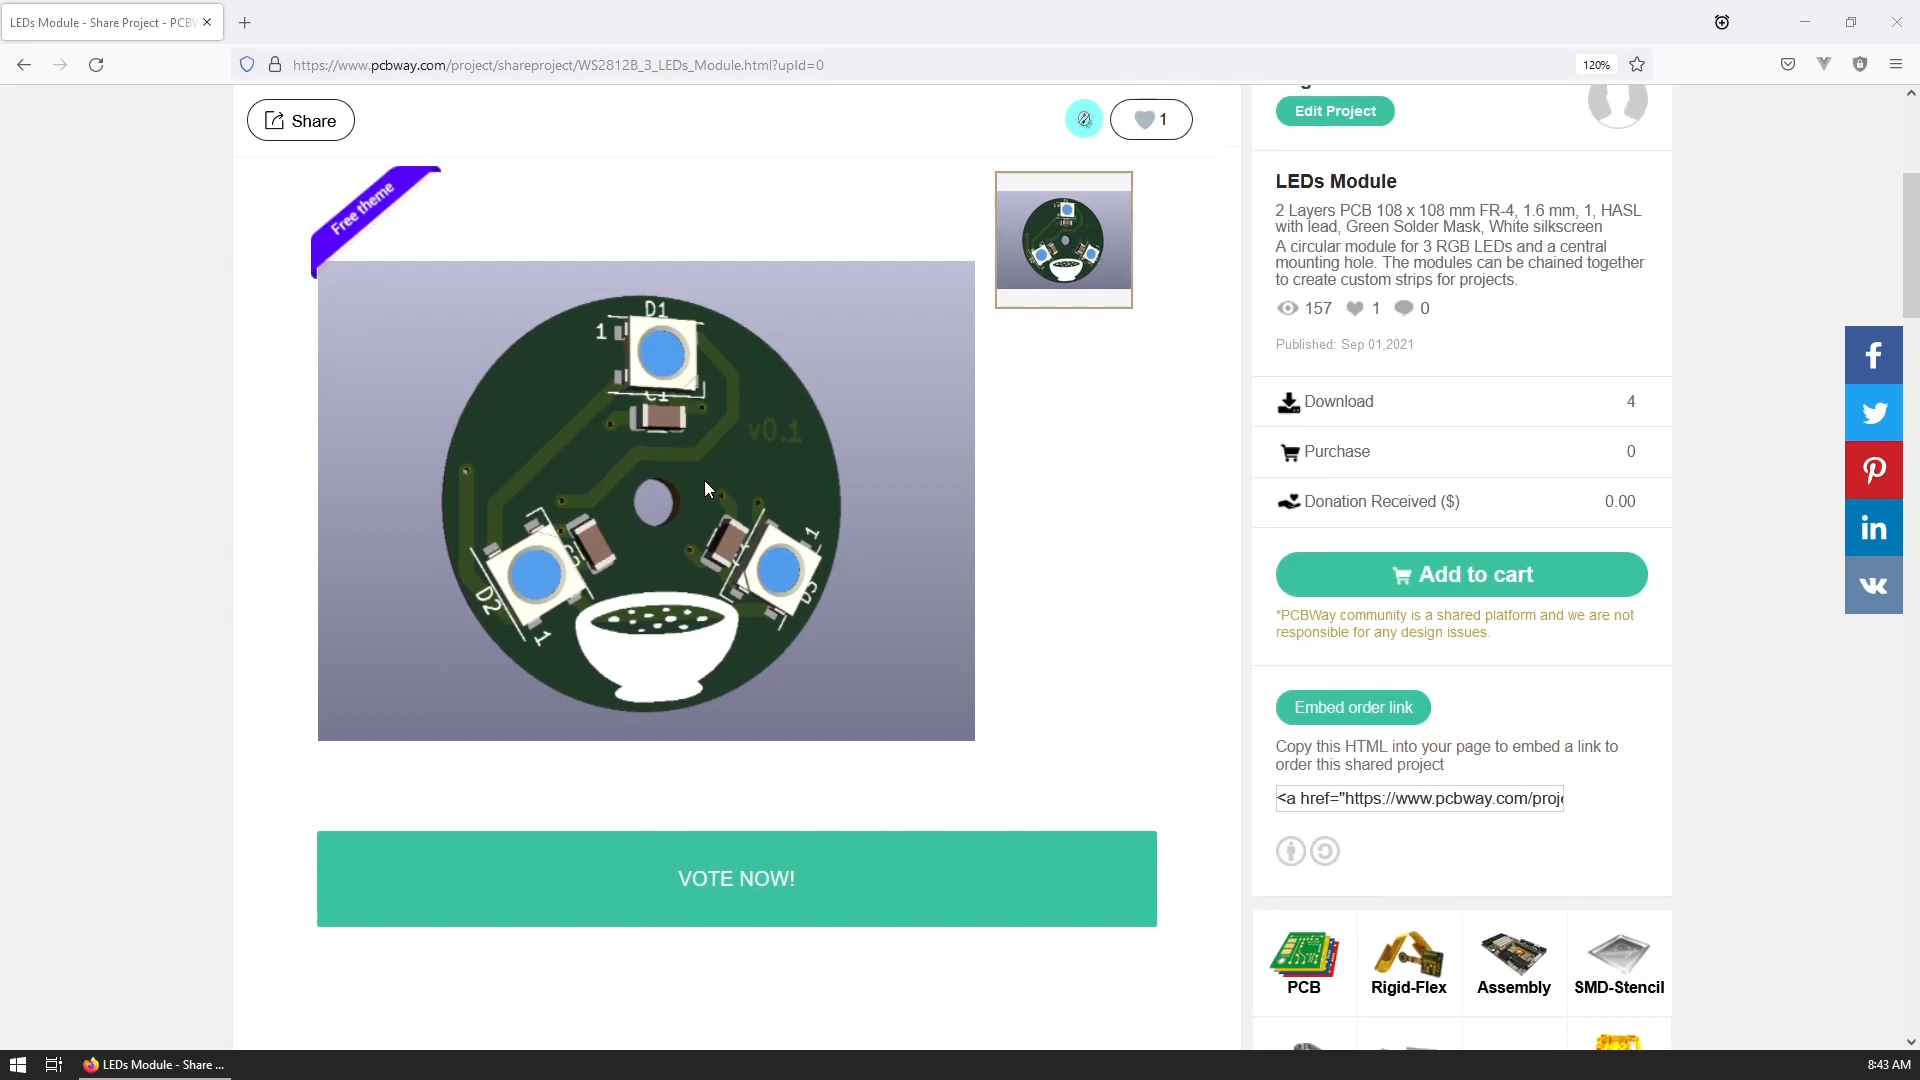 LEDs Module - Share Project - PCBW
https://www.pcbway.com/project/shareproject/WS2812B_3_LEDs_Module.html?upId=0
120%
Share
1
Edit Project
Free theme
D1
1
C1
v0.1
D2
1
1
D3
LEDs Module
2 Layers PCB 108 x 108 mm FR-4, 1.6 mm, 1, HASL
with lead, Green Solder Mask, White silkscreen
A circular module for 3 RGB LEDs and a central
mounting hole. The modules can be chained together
to create custom strips for projects.
157 1 0
Published: Sep 01,2021
Download 4
Purchase 0
Donation Received ($) 0.00
Add to cart
*PCBWay community is a shared platform and we are not
responsible for any design issues.
Embed order link
Copy this HTML into your page to embed a link to
order this shared project
<a href="https://www.pcbway.com/proje
VOTE NOW!
PCB Rigid-Flex Assembly SMD-Stencil
LEDs Module - Share ...
8:43 AM